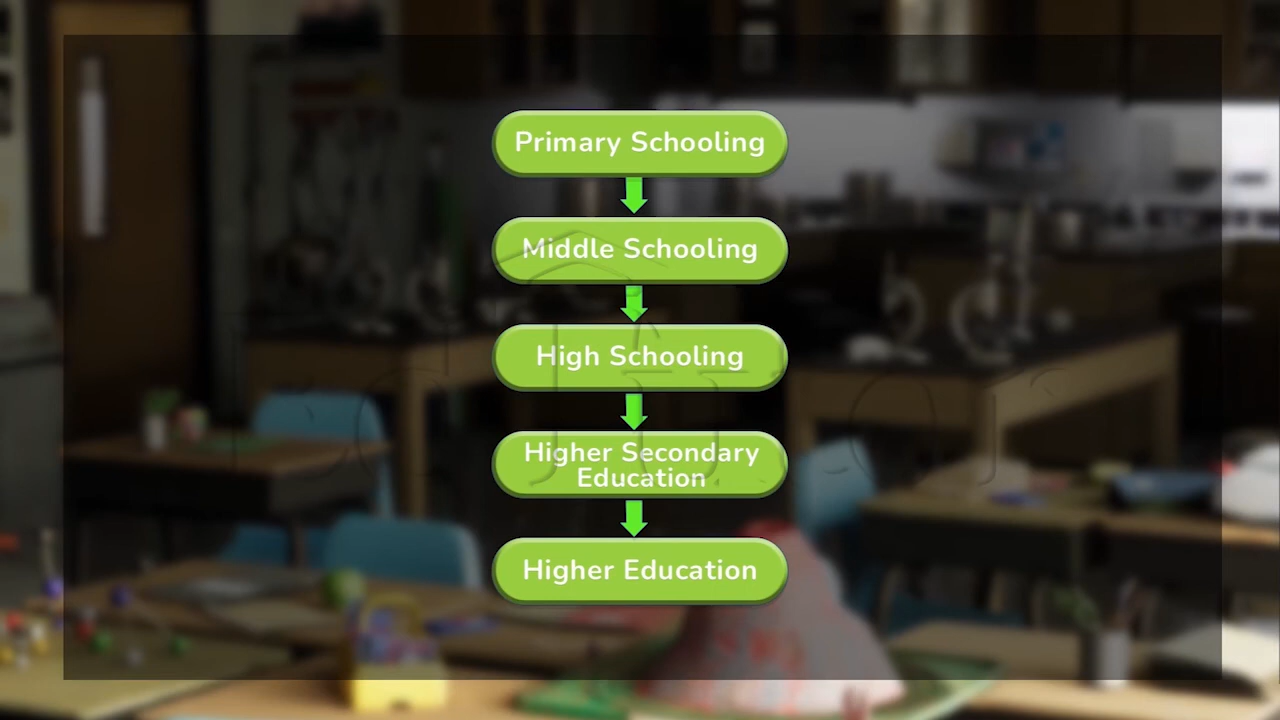 Primary Schooling
Middle Schooling
High Schooling
Higher Secondary
Education
Higher Education